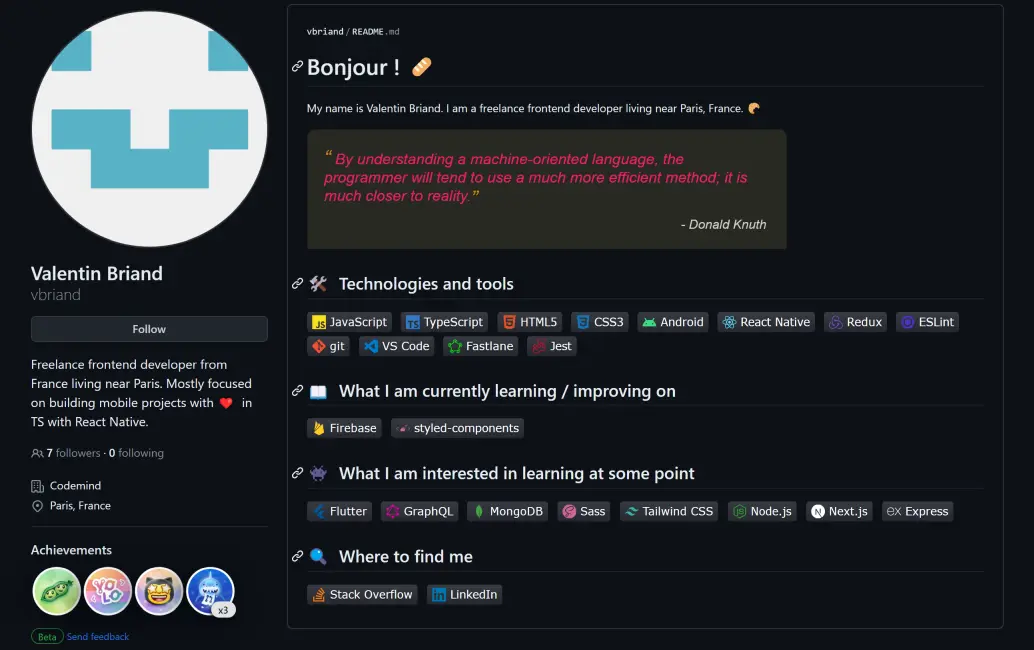 Valentin Briand
vbriand
Follow
Freelance frontend developer from
France living near Paris. Mostly focused
on building mobile projects with ❤️ in
TS with React Native.
7 followers · 0 following
Codemind
Paris, France
Achievements
YOLO
x3
Beta Send feedback
vbriand/README.md
Bonjour ! 🥖
My name is Valentin Briand. I am a freelance frontend developer living near Paris, France. 🥐
“ By understanding a machine-oriented language, the
programmer will tend to use a much more efficient method; it is
much closer to reality.”
- Donald Knuth
🛠 Technologies and tools
JS JavaScript TS TypeScript HTML5 CSS3 Android React Native Redux ESLint
git VS Code Fastlane Jest
📖 What I am currently learning / improving on
Firebase styled-components
👾 What I am interested in learning at some point
Flutter GraphQL MongoDB Sass Tailwind CSS Node.js N Next.js ex Express
🔍 Where to find me
Stack Overflow in LinkedIn